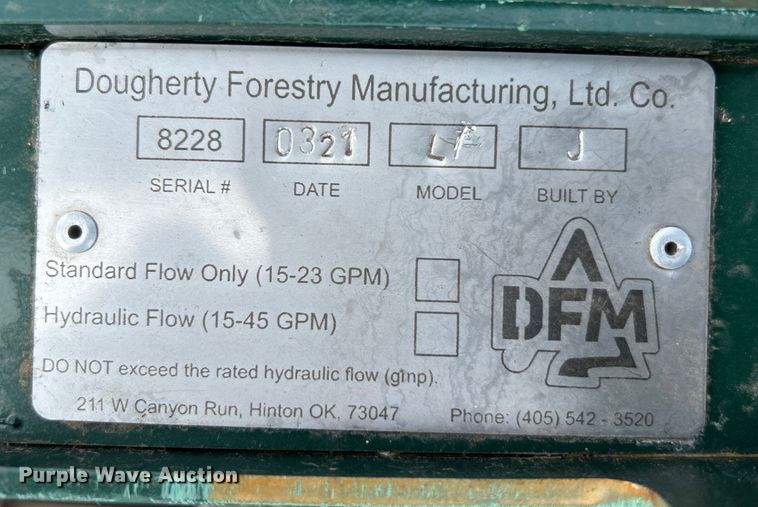 Dougherty Forestry Manufacturing, Ltd. Co.
8228 0321 LF J
SERIAL # DATE MODEL BUILT BY
Standard Flow Only (15-23 GPM)
Hydraulic Flow (15-45 GPM)
DFM
DO NOT exceed the rated hydraulic flow (gmp).
211 W Canyon Run, Hinton OK, 73047 Phone: (405) 542 - 3520
Purple Wave Auction